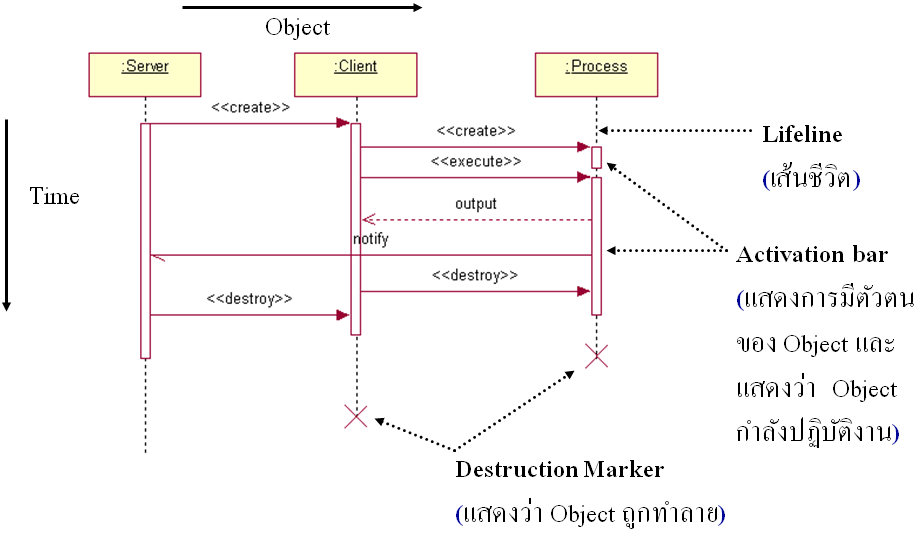 Object
:Server
:Client
:Process
<<create>>
<<create>>
Lifeline
(เส้นชีวิต)
<<execute>>
Time
output
notify
Activation bar
<<destroy>>
<<destroy>>
(แสดงการมีตัวตน
ของ Object และ
แสดงว่า Object
กำลังปฏิบัติงาน)
Destruction Marker
(แสดงว่า Object ถูกทำลาย)